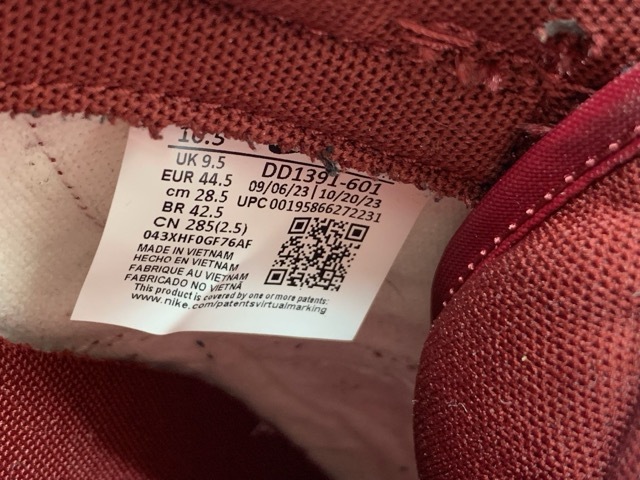 10.5
UK 9.5
EUR 44.5
cm 28.5
BR 42.5
CN 285(2.5)
043XHF0GF76AF
DD1391-601
09/06/23 | 10/20/23
UPC 00195866272231
MADE IN VIETNAM
HECHO EN VIETNAM
FABRIQUE AU VIETNAM
FABRICADO NO VIETNÃ
This product is covered by one or more patents:
www.nike.com/patentsvirtualmarking